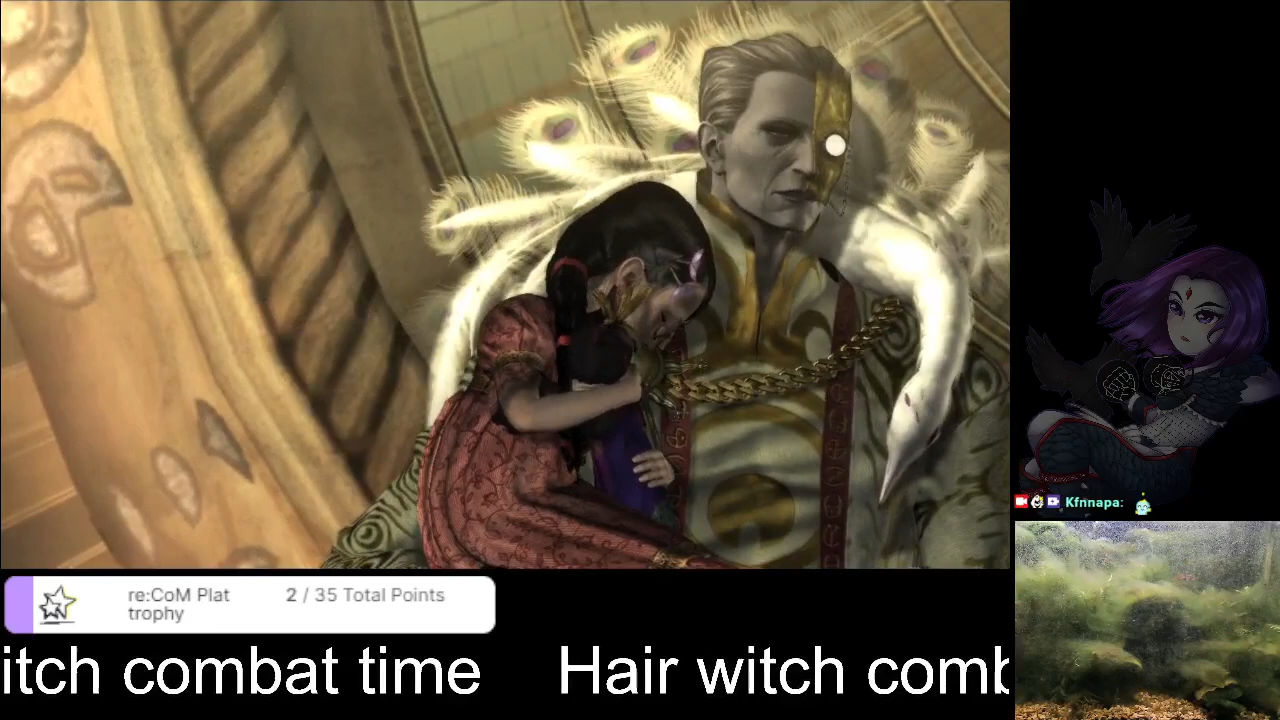 Kfnnapa:
re:CoM Plat
trophy
2 / 35 Total Points
itch combat time Hair witch comb